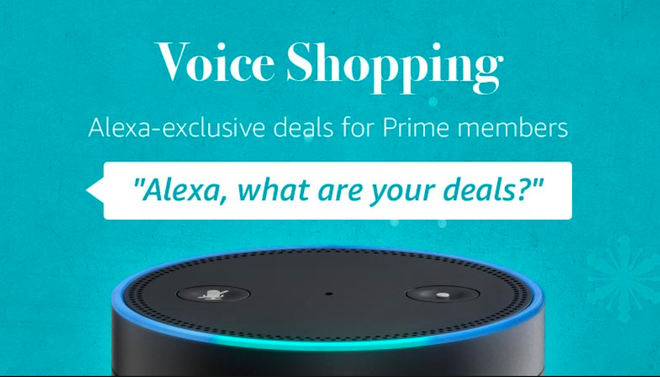 Voice Shopping
Alexa-exclusive deals for Prime members
"Alexa, what are your deals?"